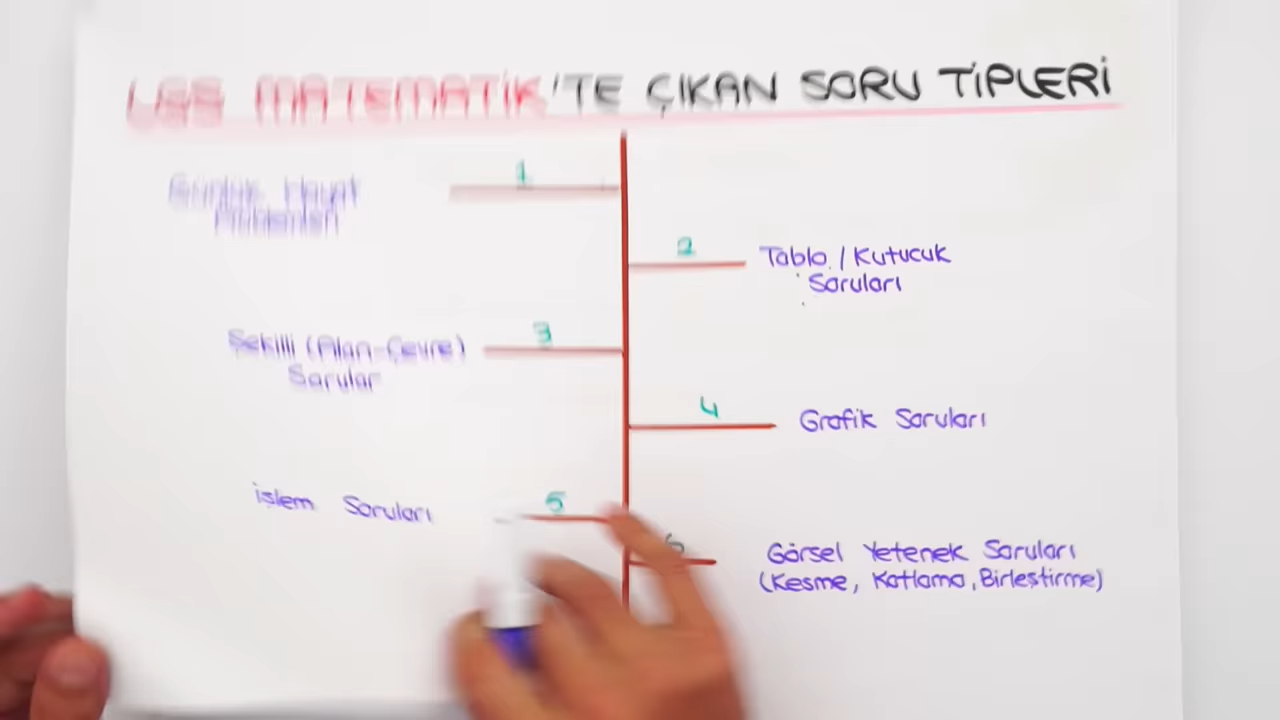 LGS MATEMATİK'TE ÇIKAN SORU TİPLERİ
1
Günlük Hayat
Problemleri
2
Tablo / Kutucuk
Soruları
3
Şekilli (Alan-Çevre)
Sorular
4
Grafik Soruları
5
İşlem Soruları
6
Görsel Yetenek Soruları
(Kesme, Katlama, Birleştirme)